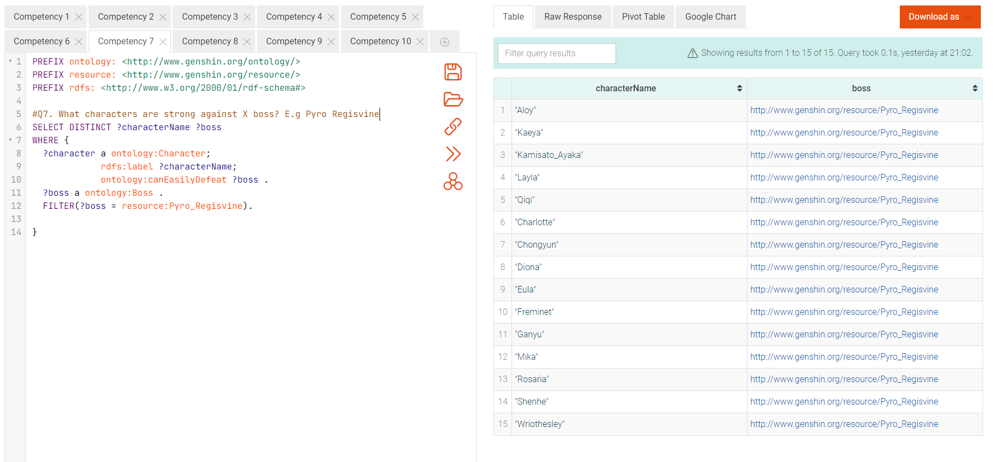 Competency 1
Competency 2
Competency 3
Competency 4
Competency 5
Competency 6
Competency 7
Competency 8
Competency 9
Competency 10
1 PREFIX ontology: <http://www.genshin.org/ontology/>
2 PREFIX resource: <http://www.genshin.org/resource/>
3 PREFIX rdfs: <http://www.w3.org/2000/01/rdf-schema#>
4
5 #Q7. What characters are strong against X boss? E.g Pyro Regisvine
6 SELECT DISTINCT ?characterName ?boss
7 WHERE {
8 ?character a ontology:Character;
9 rdfs:label ?characterName;
10 ontology:canEasilyDefeat ?boss .
11 ?boss a ontology:Boss .
12 FILTER(?boss = resource:Pyro_Regisvine).
13
14 }
Table
Raw Response
Pivot Table
Google Chart
Download as
Filter query results
Showing results from 1 to 15 of 15. Query took 0.1s, yesterday at 21:02.
characterName boss
1 "Aloy" http://www.genshin.org/resource/Pyro_Regisvine
2 "Kaeya" http://www.genshin.org/resource/Pyro_Regisvine
3 "Kamisato_Ayaka" http://www.genshin.org/resource/Pyro_Regisvine
4 "Layla" http://www.genshin.org/resource/Pyro_Regisvine
5 "Qiqi" http://www.genshin.org/resource/Pyro_Regisvine
6 "Charlotte" http://www.genshin.org/resource/Pyro_Regisvine
7 "Chongyun" http://www.genshin.org/resource/Pyro_Regisvine
8 "Diona" http://www.genshin.org/resource/Pyro_Regisvine
9 "Eula" http://www.genshin.org/resource/Pyro_Regisvine
10 "Freminet" http://www.genshin.org/resource/Pyro_Regisvine
11 "Ganyu" http://www.genshin.org/resource/Pyro_Regisvine
12 "Mika" http://www.genshin.org/resource/Pyro_Regisvine
13 "Rosaria" http://www.genshin.org/resource/Pyro_Regisvine
14 "Shenhe" http://www.genshin.org/resource/Pyro_Regisvine
15 "Wriothesley" http://www.genshin.org/resource/Pyro_Regisvine